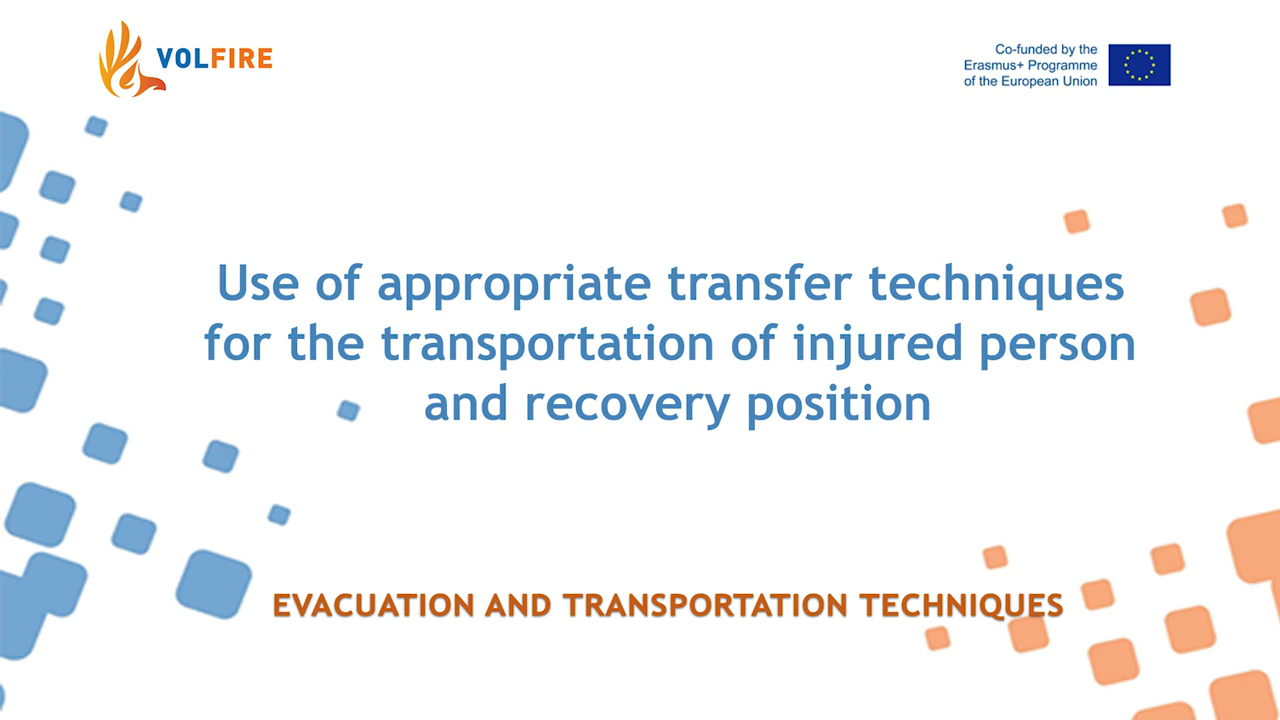 VOLFIRE
Co-funded by the
Erasmus+ Programme
of the European Union
Use of appropriate transfer techniques
for the transportation of injured person
and recovery position
EVACUATION AND TRANSPORTATION TECHNIQUES